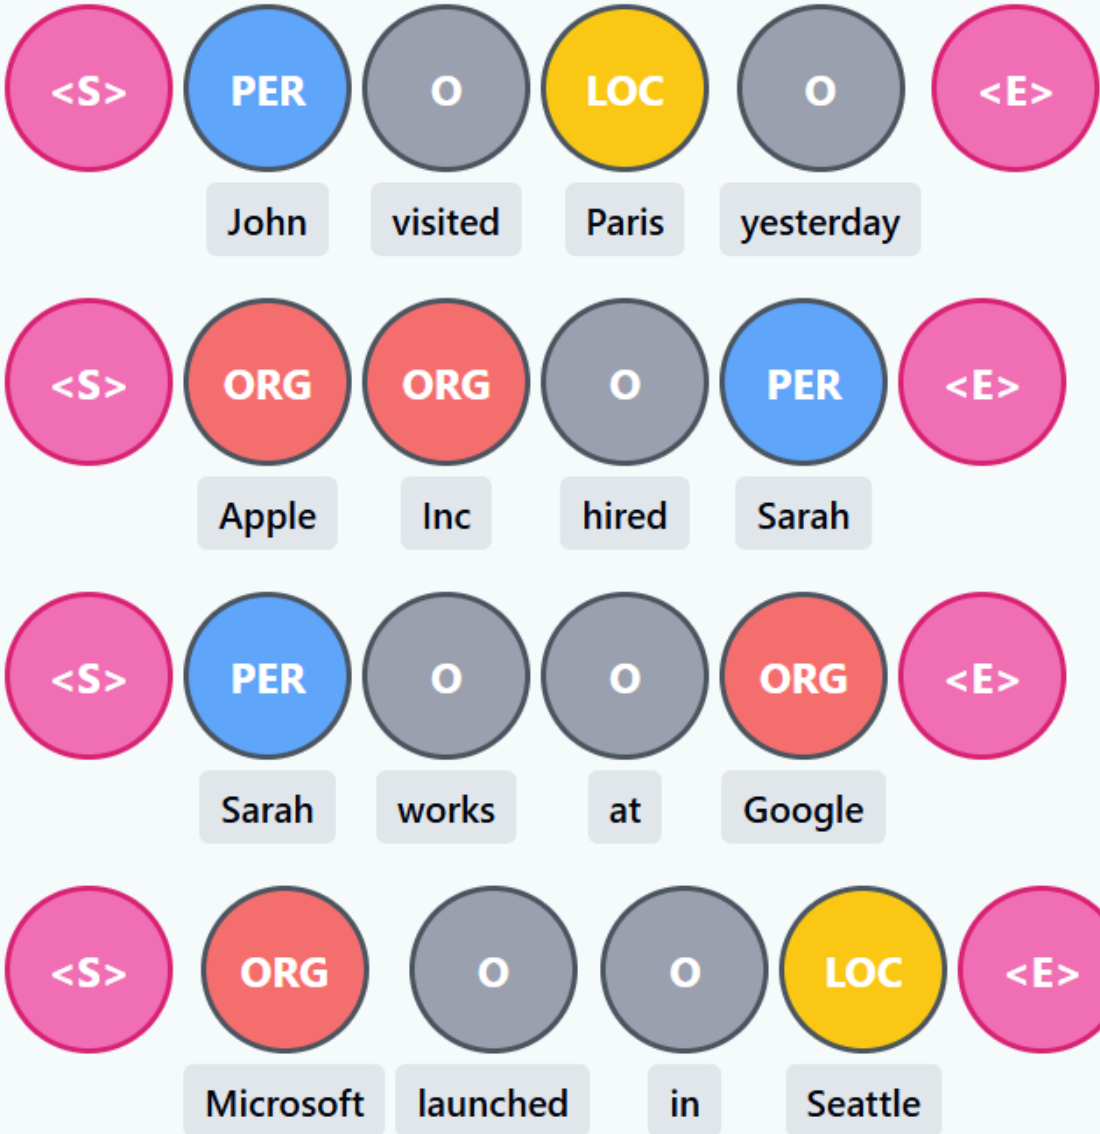 <S> PER O LOC O <E>
John visited Paris yesterday
<S> ORG ORG O PER <E>
Apple Inc hired Sarah
<S> PER O O ORG <E>
Sarah works at Google
<S> ORG O O LOC <E>
Microsoft launched in Seattle